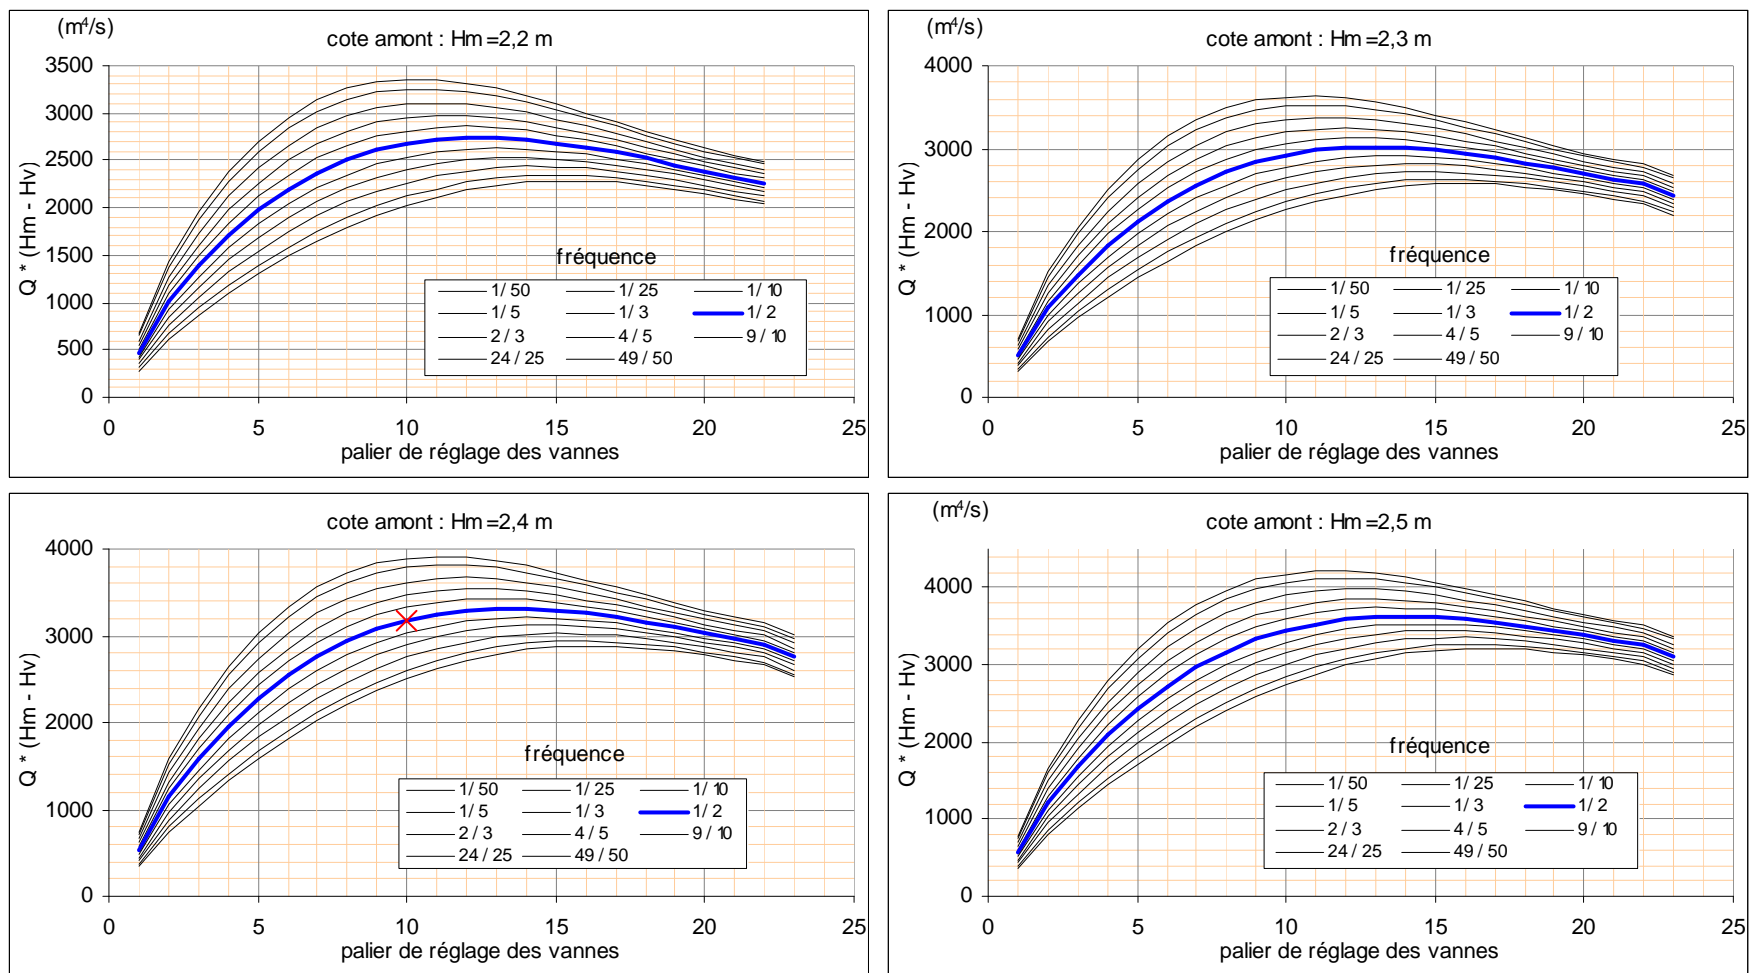 (m⁴/s)
cote amont : Hm =2,2 m
3500
3000
2500
2000
1500
1000
500
0
Q * (Hm - Hv)
fréquence
1/ 50 1/ 25 1/ 10
1/ 5 1/ 3 1/ 2
2 / 3 4 / 5 9 / 10
24 / 25 49 / 50
0 5 10 15 20 25
palier de réglage des vannes
(m⁴/s)
cote amont : Hm =2,3 m
4000
3000
2000
1000
0
Q * (Hm - Hv)
fréquence
1/ 50 1/ 25 1/ 10
1/ 5 1/ 3 1/ 2
2 / 3 4 / 5 9 / 10
24 / 25 49 / 50
0 5 10 15 20 25
palier de réglage des vannes
cote amont : Hm =2,4 m
4000
3000
2000
1000
0
Q * (Hm - Hv)
fréquence
1/ 50 1/ 25 1/ 10
1/ 5 1/ 3 1/ 2
2 / 3 4 / 5 9 / 10
24 / 25 49 / 50
0 5 10 15 20 25
palier de réglage des vannes
(m⁴/s)
cote amont : Hm =2,5 m
4000
3000
2000
1000
0
Q * (Hm - Hv)
fréquence
1/ 50 1/ 25 1/ 10
1/ 5 1/ 3 1/ 2
2 / 3 4 / 5 9 / 10
24 / 25 49 / 50
0 5 10 15 20 25
palier de réglage des vannes